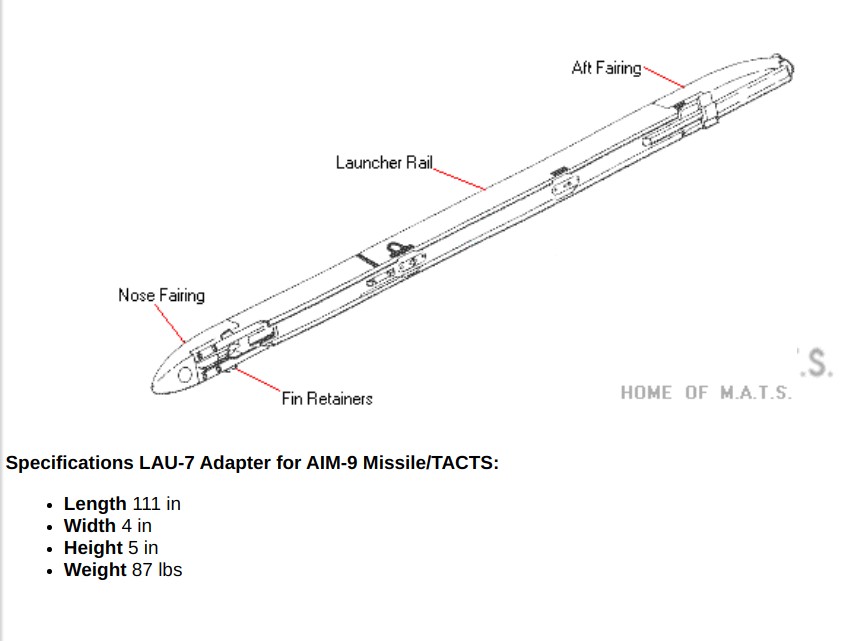 Aft Fairing
Launcher Rail
Nose Fairing
Fin Retainers
.S.
HOME OF M.A.T.S.
Specifications LAU-7 Adapter for AIM-9 Missile/TACTS:
• Length 111 in
• Width 4 in
• Height 5 in
• Weight 87 lbs